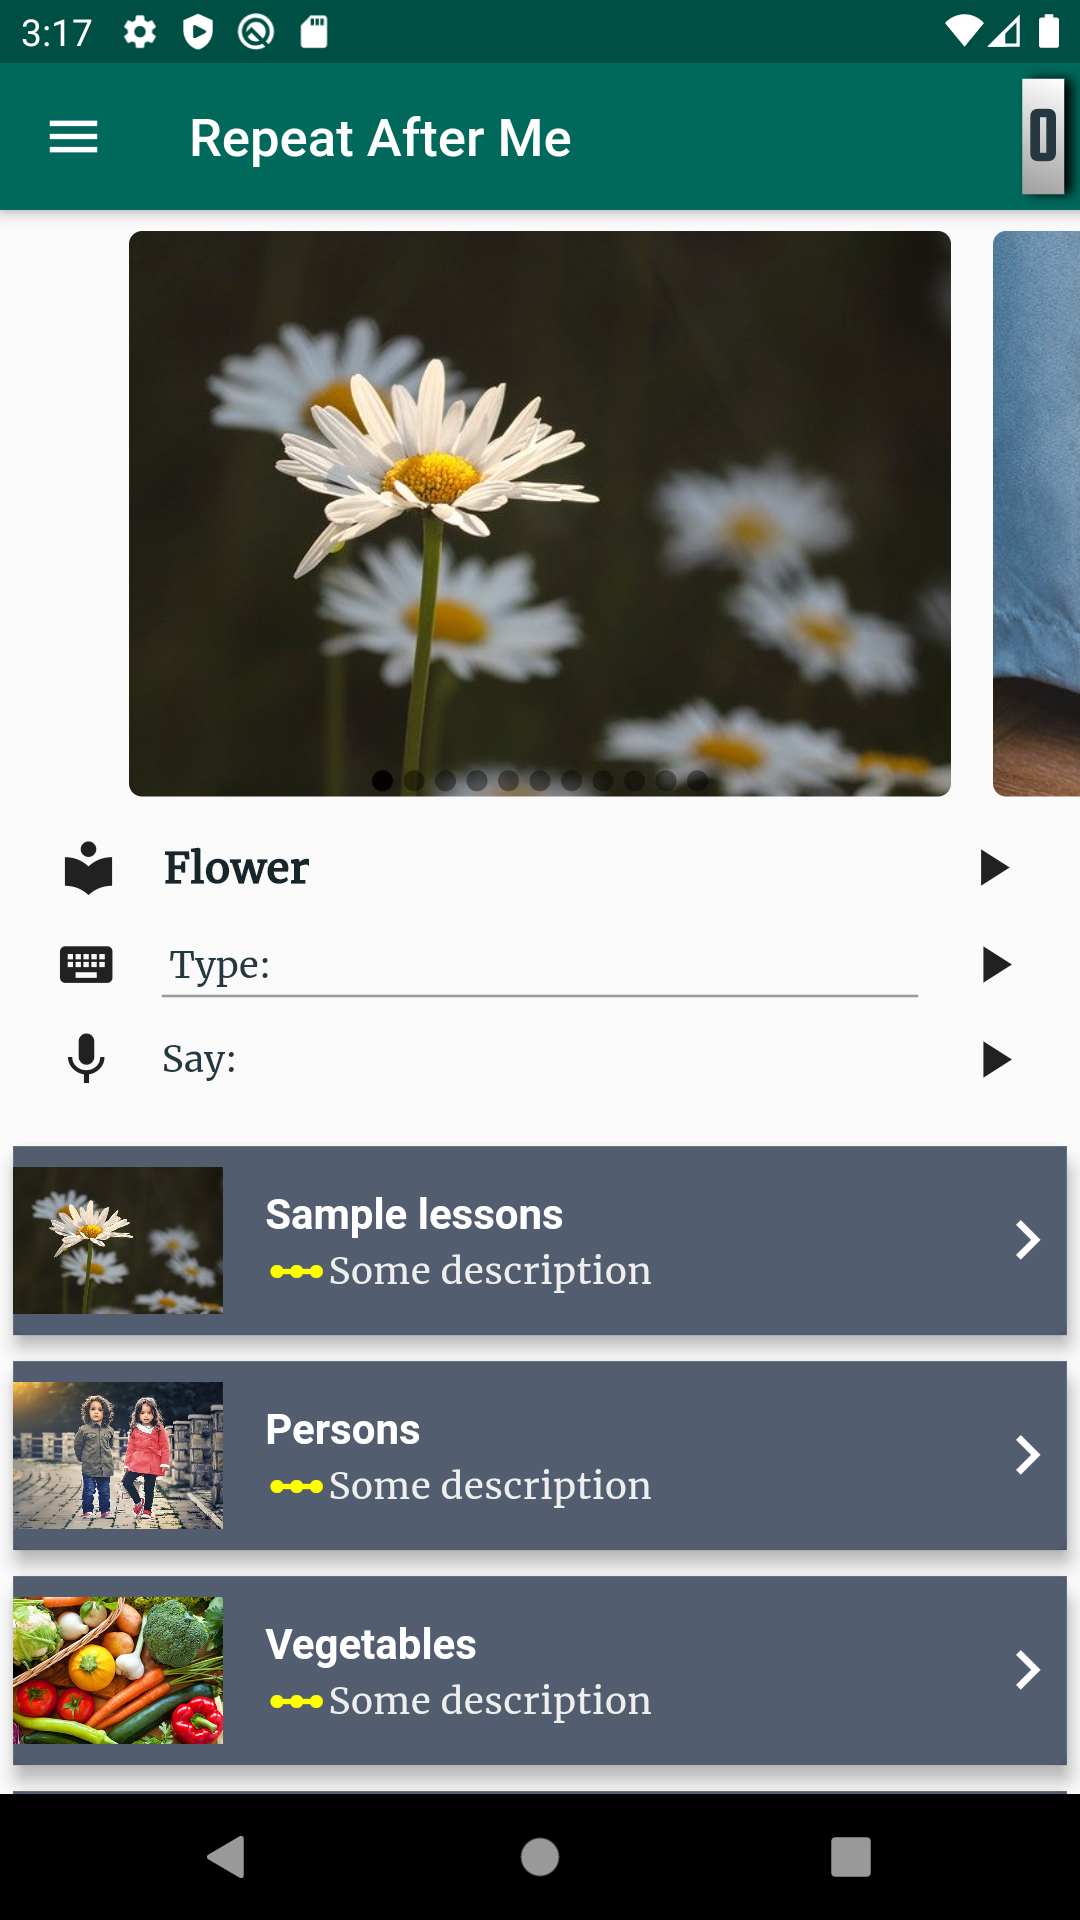 3:17
Repeat After Me
0
Flower
Type:
Say:
Sample lessons
Some description
Persons
Some description
Vegetables
Some description